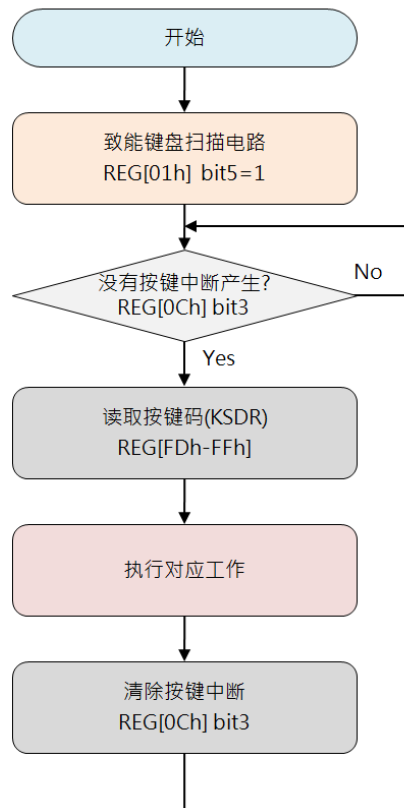 开始
致能键盘扫描电路
REG[01h] bit5=1
没有按键中断产生?
REG[0Ch] bit3
No
Yes
读取按键码(KSDR)
REG[FDh-FFh]
执行对应工作
清除按键中断
REG[0Ch] bit3